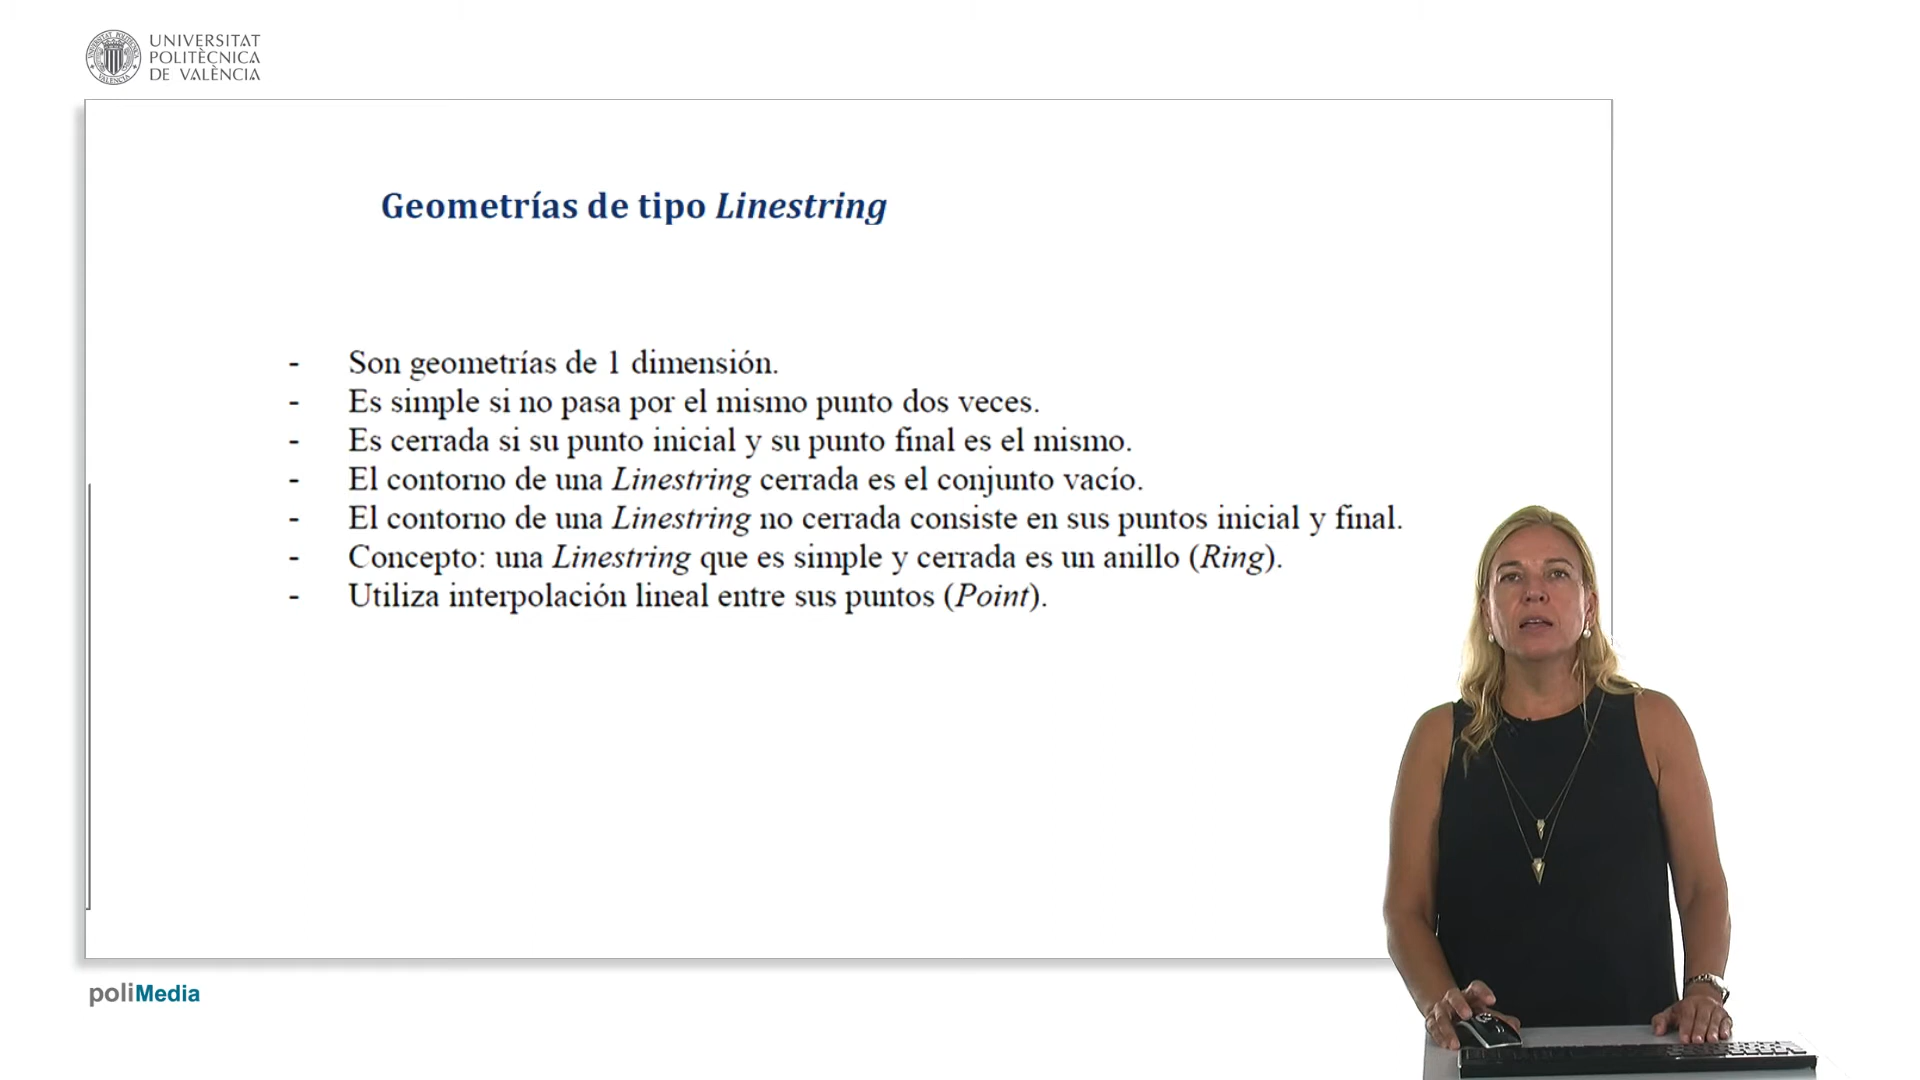 UNIVERSITAT
POLITÈCNICA
DE VALÈNCIA
Geometrías de tipo Linestring
- Son geometrías de 1 dimensión.
- Es simple si no pasa por el mismo punto dos veces.
- Es cerrada si su punto inicial y su punto final es el mismo.
- El contorno de una Linestring cerrada es el conjunto vacío.
- El contorno de una Linestring no cerrada consiste en sus puntos inicial y final.
- Concepto: una Linestring que es simple y cerrada es un anillo (Ring).
- Utiliza interpolación lineal entre sus puntos (Point).
poliMedia